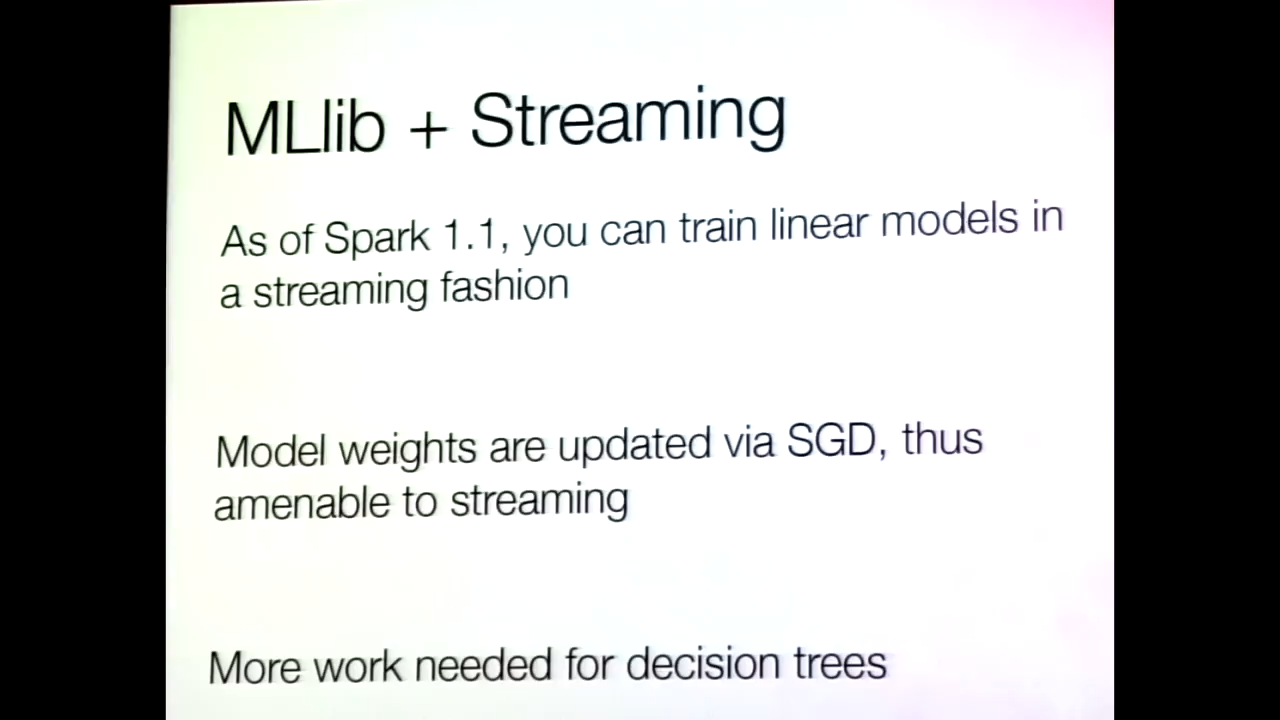 MLlib + Streaming
As of Spark 1.1, you can train linear models in
a streaming fashion
Model weights are updated via SGD, thus
amenable to streaming
More work needed for decision trees